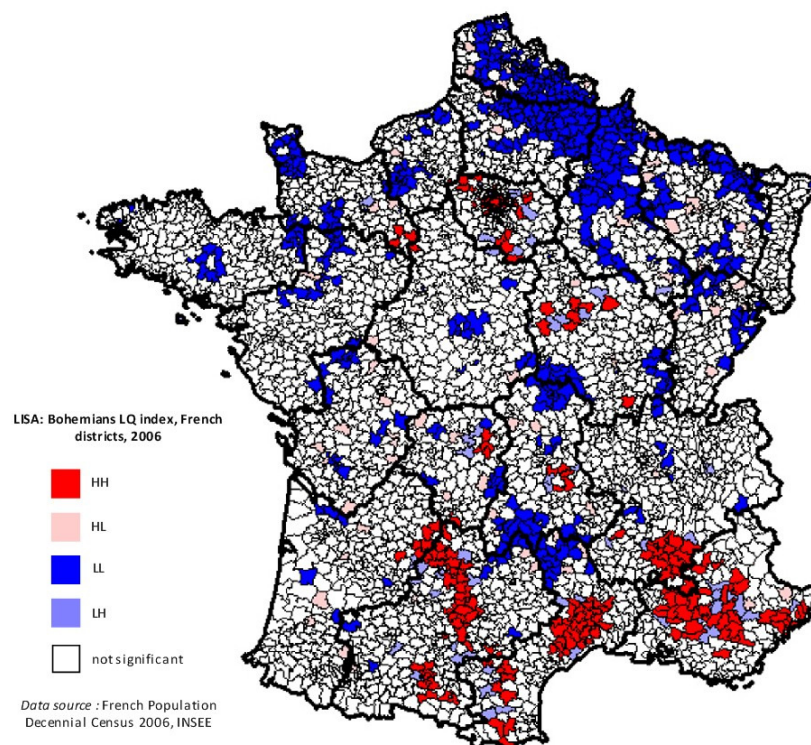 LISA: Bohemians LQ index, French
districts, 2006
HH
HL
LL
LH
not significant
Data source : French Population
Decennial Census 2006, INSEE